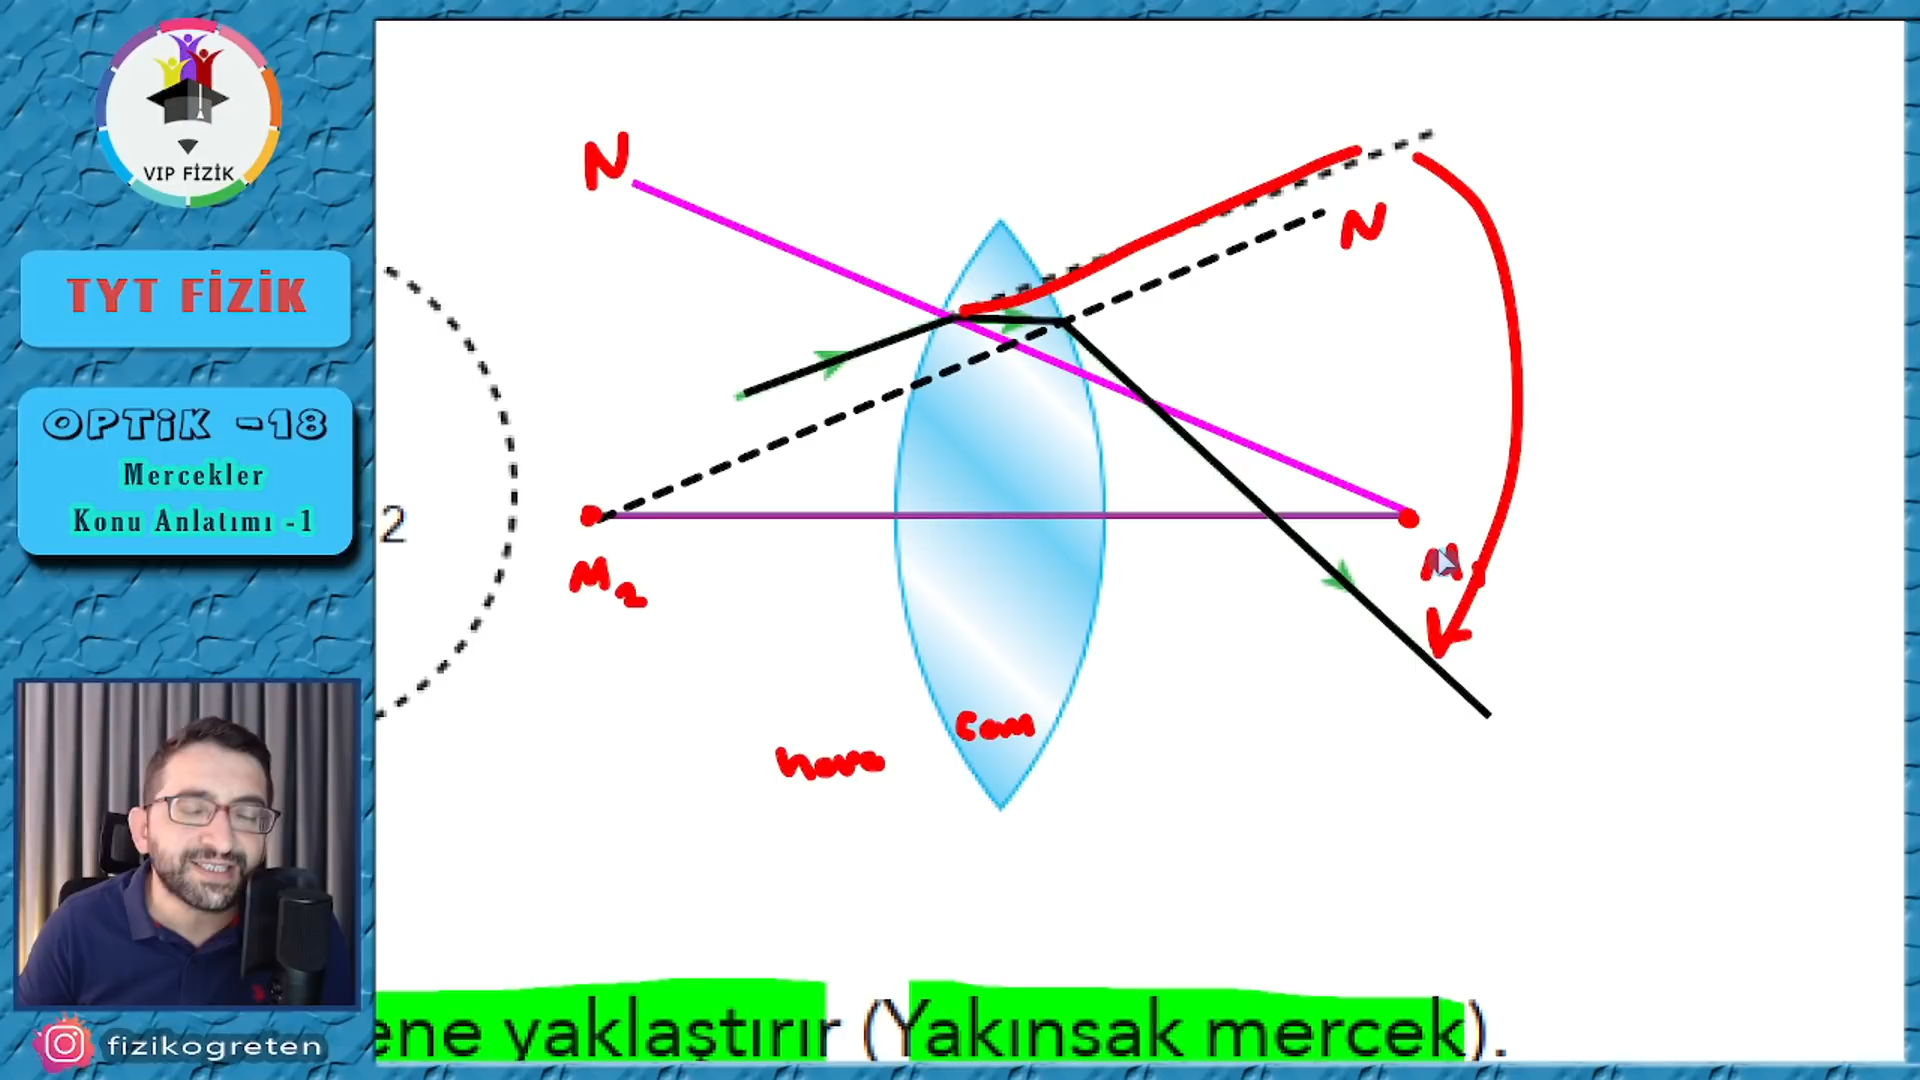 VIP FİZİK
TYT FİZİK
OPTİK -18
Mercekler
Konu Anlatımı -1
fizikogreten
2
N
N
M₂
M
cam
hava
ene yaklaştırır (Yakınsak mercek).